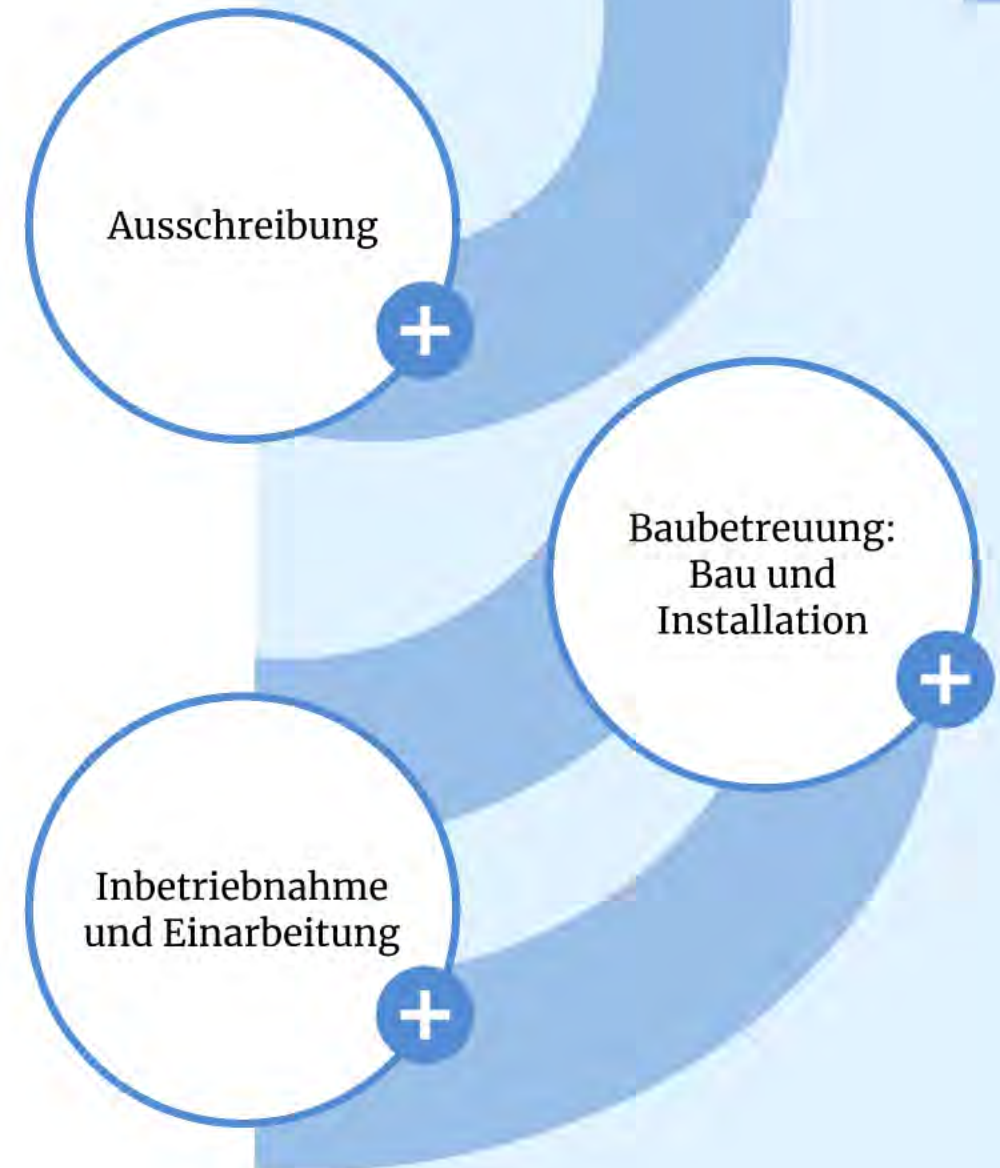 Ausschreibung
Baubetreuung:
Bau und
Installation
Inbetriebnahme
und Einarbeitung